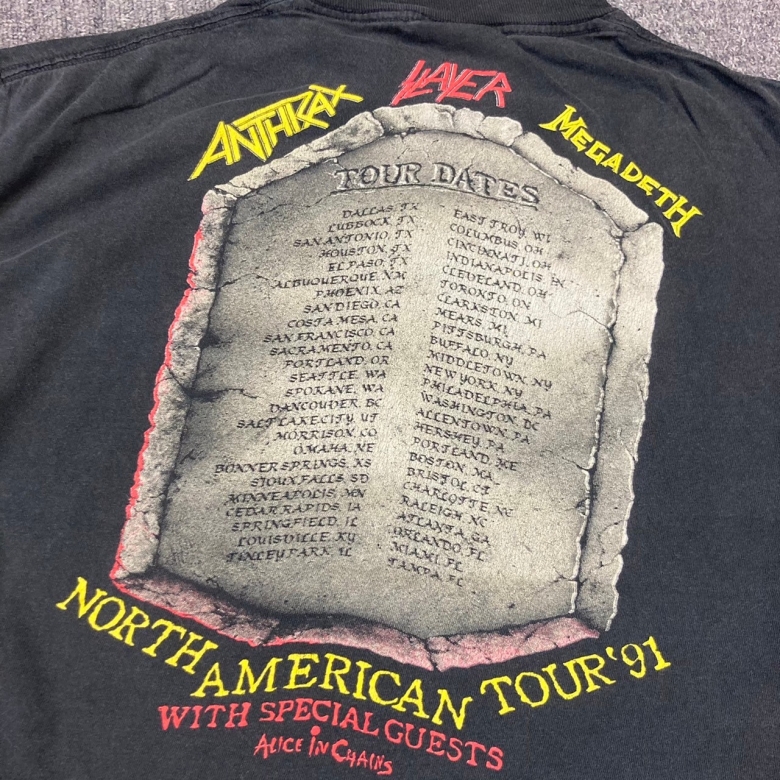 ANTHRAX
SLAYER
MEGADETH
TOUR DATES
DALLAS, TX
LUBBOCK, TX
SAN ANTONIO, TX
HOUSTON, TX
EL PASO, TX
ALBUQUERQUE, NM
PHOENIX, AZ
SAN DIEGO, CA
COSTA MESA, CA
SAN FRANCISCO, CA
SACRAMENTO, CA
PORTLAND, OR
SEATTLE, WA
SPOKANE, WA
VANCOUVER, BC
SALT LAKE CITY, UT
MORRISON, CO
OMAHA, NE
BONNER SPRINGS, KS
SIOUX FALLS, SD
MINNEAPOLIS, MN
CEDAR RAPIDS, IA
SPRINGFIELD, IL
LOUISVILLE, KY
TINLEY PARK, IL
EAST TROY, WI
COLUMBUS, OH
CINCINNATI, OH
INDIANAPOLIS, IN
CLEVELAND, OH
TORONTO, ON
CLARKSTON, MI
MEARS, MI
PITTSBURGH, PA
BUFFALO, NY
MIDDLETOWN, NY
NEW YORK, NY
PHILADELPHIA, PA
WASHINGTON, DC
ALLENTOWN, PA
HERSHEY, PA
PORTLAND, ME
BOSTON, MA
BRISTOL, CT
CHARLOTTE, NC
RALEIGH, NC
ATLANTA, GA
ORLANDO, FL
MIAMI, FL
TAMPA, FL
NORTH AMERICAN TOUR '91
WITH SPECIAL GUESTS
ALICE IN CHAINS